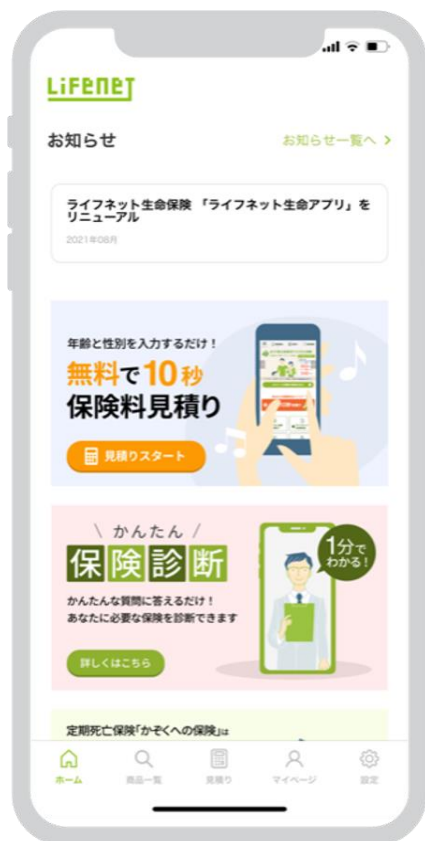 LiFENET
お知らせ
お知らせ一覧へ >
ライフネット生命保険 「ライフネット生命アプリ」を
リニューアル
2021年08月
年齢と性別を入力するだけ！
無料で10秒
保険料見積り
見積りスタート
\ かんたん /
保険診断
かんたんな質問に答えるだけ！
あなたに必要な保険を診断できます
詳しくはこちら
1分で
わかる！
定期死亡保険「かぞくへの保険」は
ホーム 商品一覧 見積り マイページ 設定